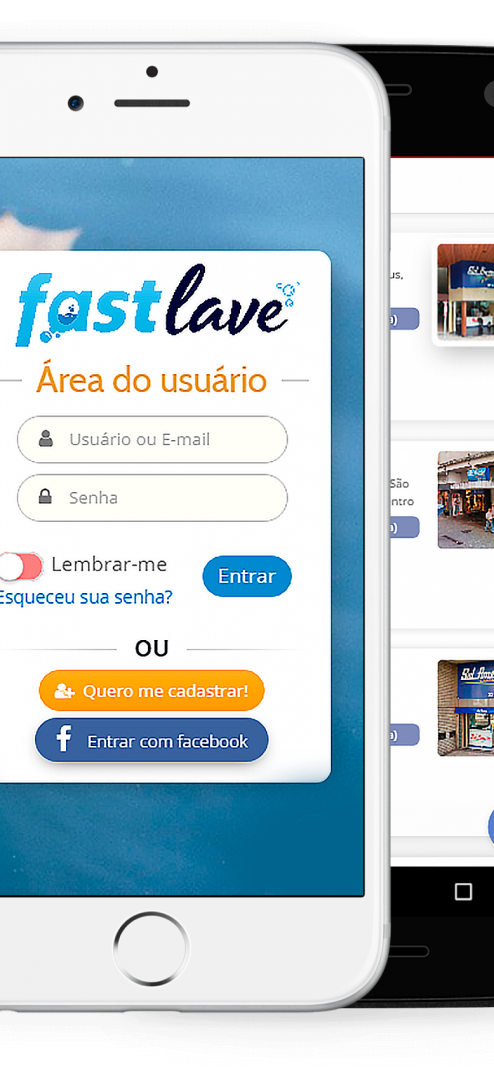 fastlave
Área do usuário
Usuário ou E-mail
Senha
Lembrar-me
Entrar
Esqueceu sua senha?
OU
Quero me cadastrar!
Entrar com facebook
us,
São
entro